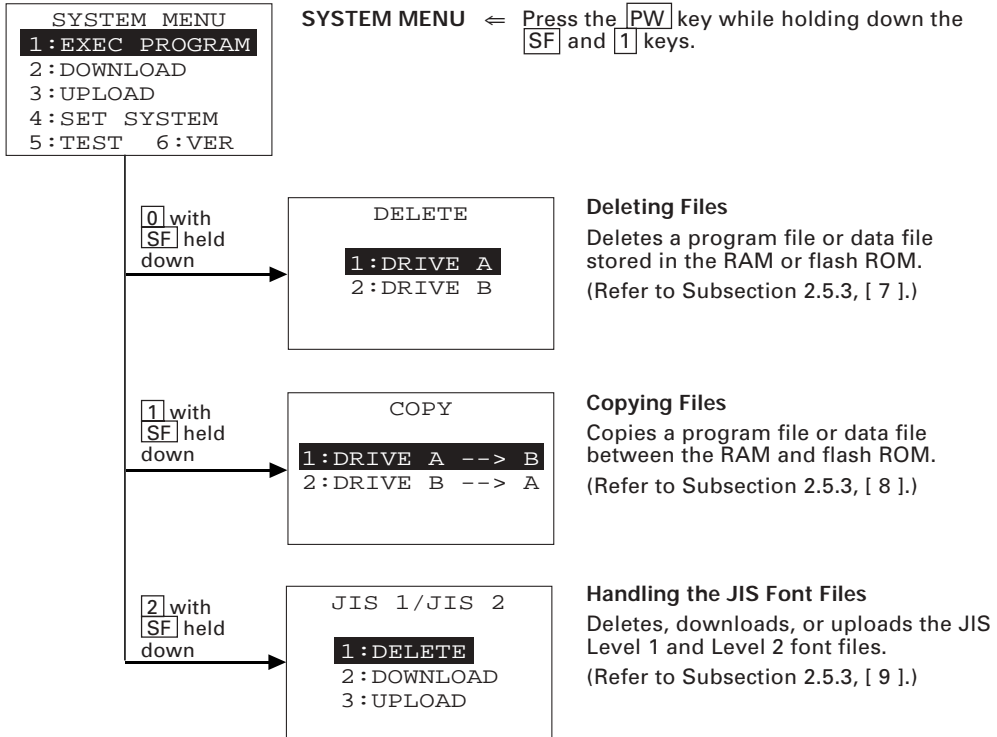 SYSTEM MENU
1:EXEC PROGRAM
2:DOWNLOAD
3:UPLOAD
4:SET SYSTEM
5:TEST 6:VER
SYSTEM MENU ⇐ Press the PW key while holding down the
SF and 1 keys.
0 with
SF held
down
DELETE
1:DRIVE A
2:DRIVE B
Deleting Files
Deletes a program file or data file
stored in the RAM or flash ROM.
(Refer to Subsection 2.5.3, [ 7 ].)
1 with
SF held
down
COPY
1:DRIVE A --> B
2:DRIVE B --> A
Copying Files
Copies a program file or data file
between the RAM and flash ROM.
(Refer to Subsection 2.5.3, [ 8 ].)
2 with
SF held
down
JIS 1/JIS 2
1:DELETE
2:DOWNLOAD
3:UPLOAD
Handling the JIS Font Files
Deletes, downloads, or uploads the JIS
Level 1 and Level 2 font files.
(Refer to Subsection 2.5.3, [ 9 ].)